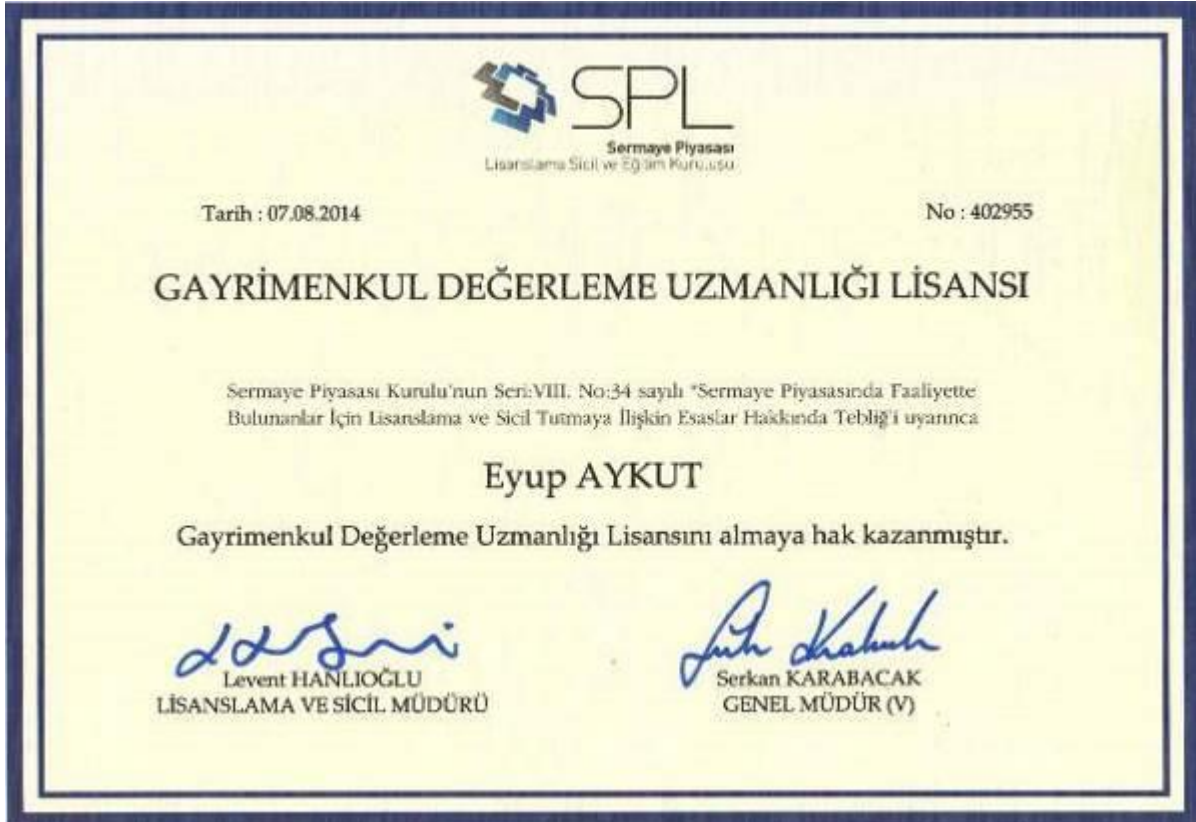 SPL
Sermaye Piyasası
Lisanslama Sicil ve Eğitim Kuruluşu
Tarih : 07.08.2014
No : 402955
GAYRİMENKUL DEĞERLEME UZMANLIĞI LİSANSI
Sermaye Piyasası Kurulu'nun Seri:VIII. No:34 sayılı "Sermaye Piyasasında Faaliyette
Bulunanlar İçin Lisanslama ve Sicil Tutmaya İlişkin Esaslar Hakkında Tebliğ'i uyarınca
Eyup AYKUT
Gayrimenkul Değerleme Uzmanlığı Lisansını almaya hak kazanmıştır.
Levent HANLIOĞLU
LİSANSLAMA VE SİCİL MÜDÜRÜ
Serkan KARABACAK
GENEL MÜDÜR (V)